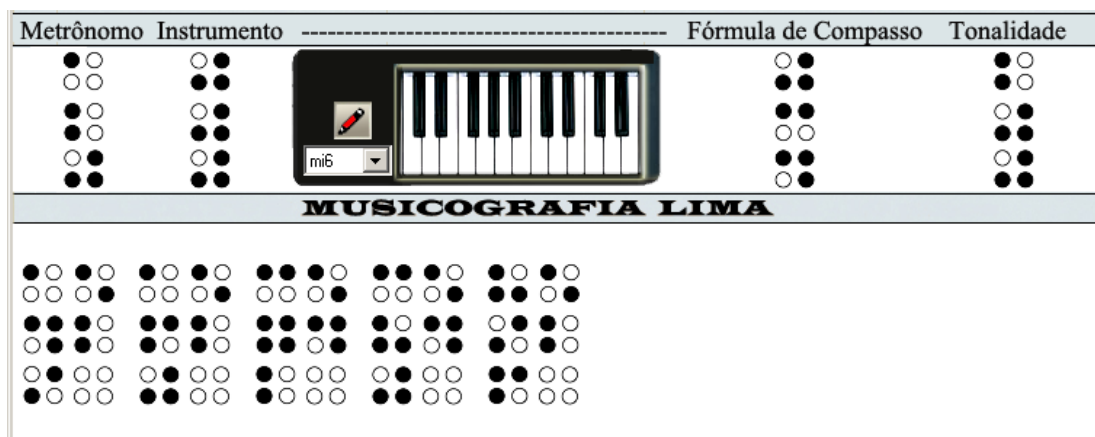 Metrônomo Instrumento ------------------------------------------ Fórmula de Compasso Tonalidade
mi6
MUSICOGRAFIA LIMA